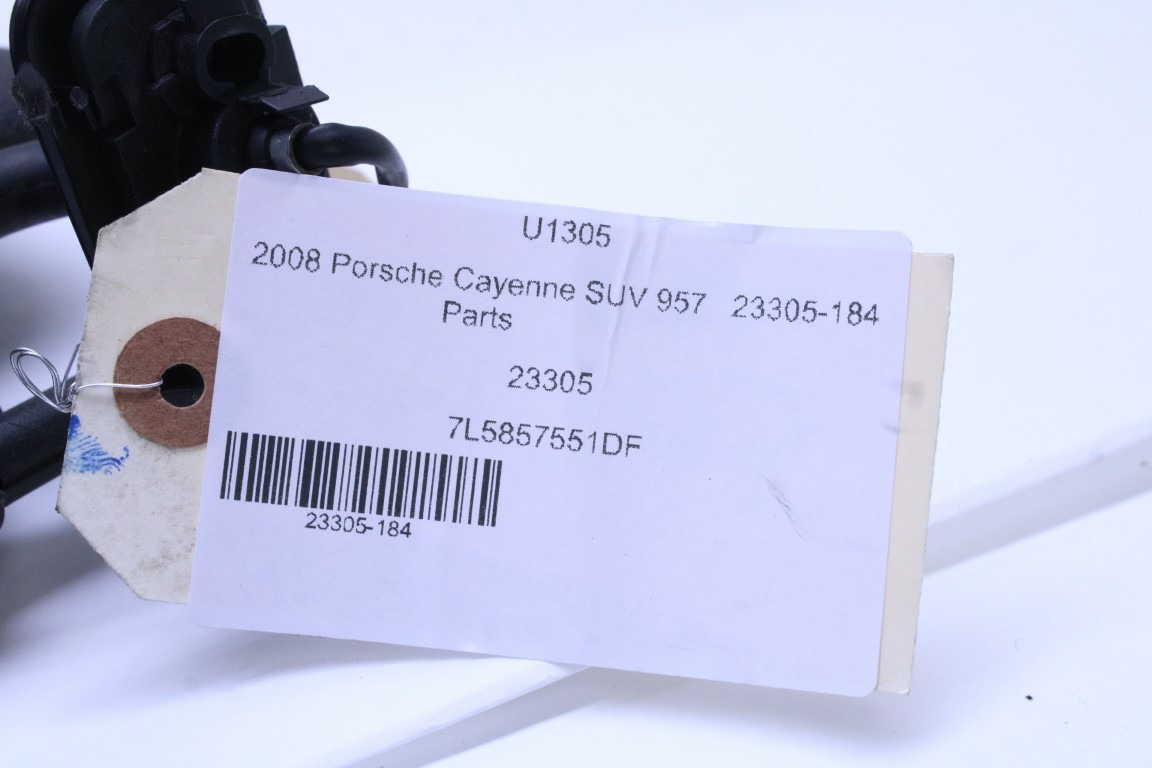 U1305
2008 Porsche Cayenne SUV 957 23305-184
Parts
23305
7L5857551DF
23305-184